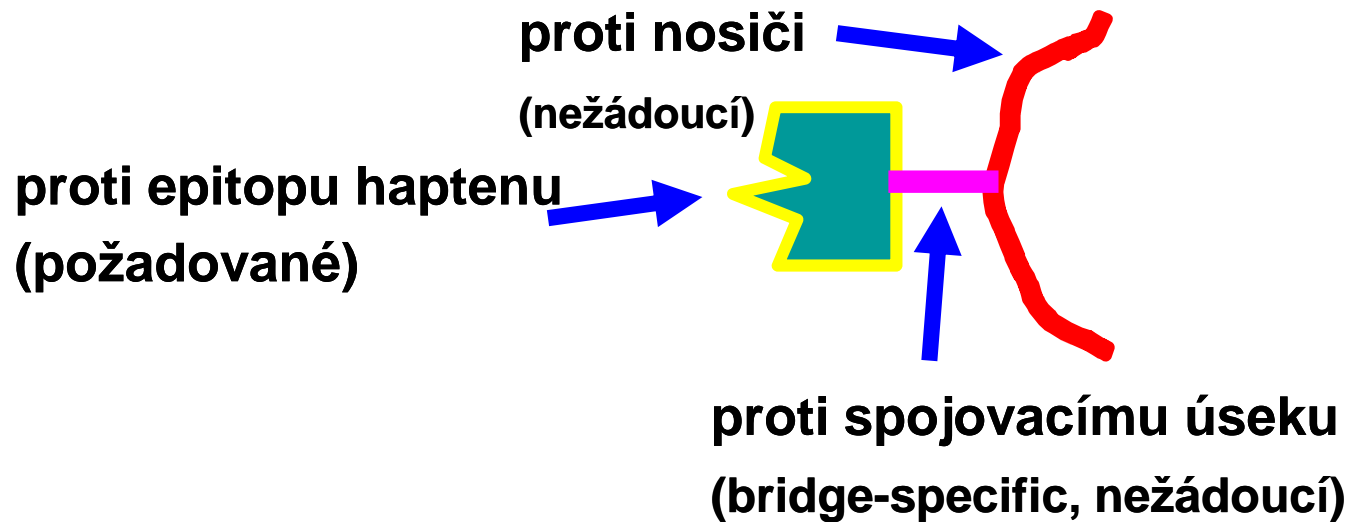 proti nosiči
(nežádoucí)
proti epitopu haptenu
(požadované)
proti spojovacímu úseku
(bridge-specific, nežádoucí)